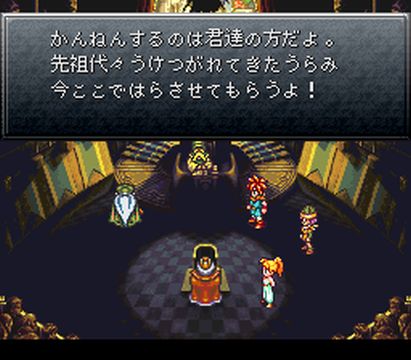 かんねんするのは君達の方だよ。
先祖代々うけつがれてきたうらみ
今ここではらさせてもらうよ！